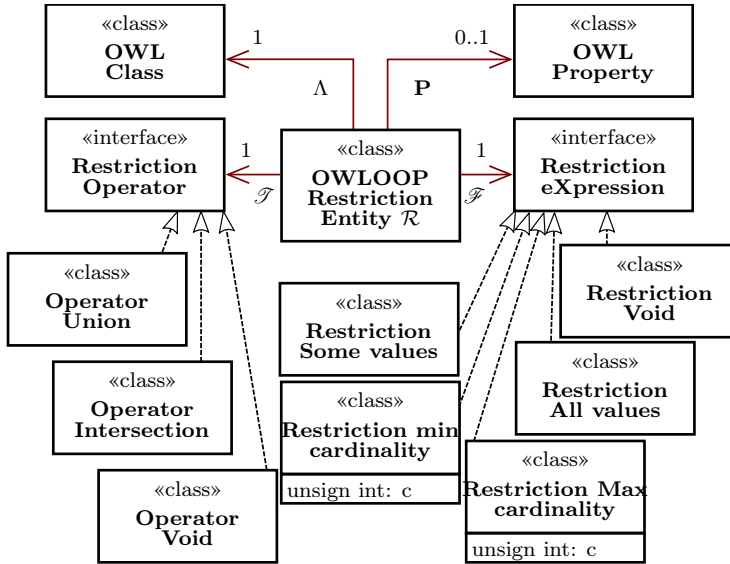 «class»
OWL
Class
1
Λ
0..1
P
«class»
OWL
Property
«interface»
Restriction
Operator
1
𝒯
«class»
OWLOOP
Restriction
Entity ℛ
1
ℱ
«interface»
Restriction
eXpression
«class»
Operator
Union
«class»
Restriction
Some values
«class»
Restriction
Void
«class»
Operator
Intersection
«class»
Restriction min
cardinality
unsign int: c
«class»
Restriction
All values
«class»
Operator
Void
«class»
Restriction Max
cardinality
unsign int: c